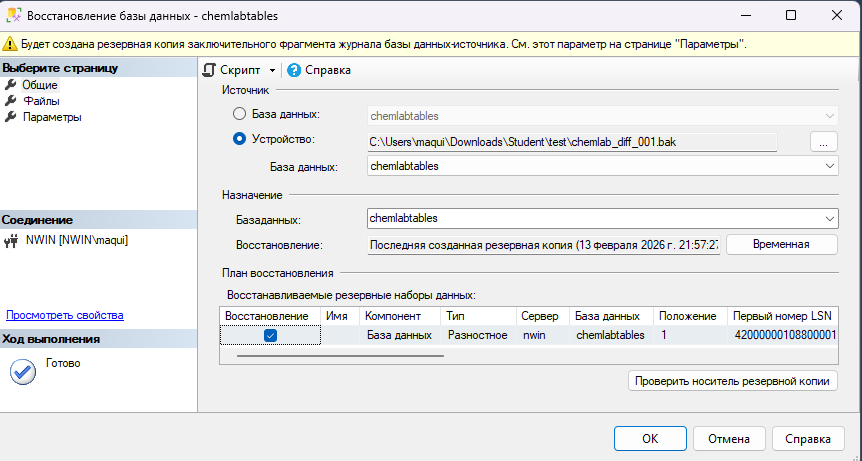 Восстановление базы данных - chemlabtables
Будет создана резервная копия заключительного фрагмента журнала базы данных-источника. См. этот параметр на странице "Параметры".
Выберите страницу
Общие
Файлы
Параметры
Соединение
NWIN [NWIN\maqui]
Просмотреть свойства
Ход выполнения
Готово
Скрипт
Справка
Источник
База данных: chemlabtables
Устройство: C:\Users\maqui\Downloads\Student\test\chemlab_diff_001.bak ...
База данных: chemlabtables
Назначение
Базаданных: chemlabtables
Восстановление: Последняя созданная резервная копия (13 февраля 2026 г. 21:57:27 Временная
План восстановления
Восстанавливаемые резервные наборы данных:
Восстановление Имя Компонент Тип Сервер База данных Положение Первый номер LSN
База данных Разностное nwin chemlabtables 1 42000000108800001
Проверить носитель резервной копии
ОК Отмена Справка